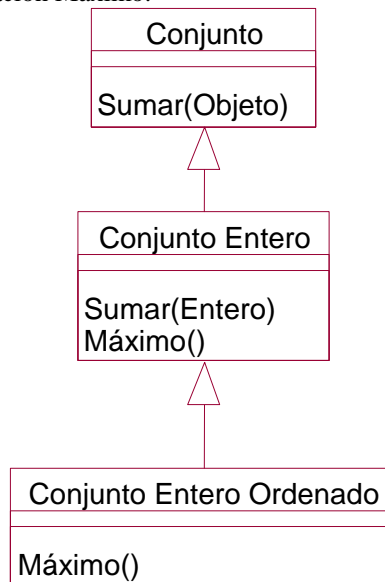 Conjunto
Sumar(Objeto)
Conjunto Entero
Sumar(Entero)
Máximo()
Conjunto Entero Ordenado
Máximo()